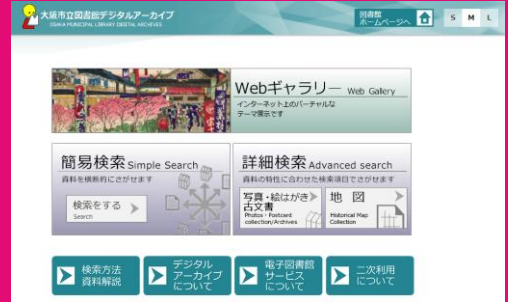 大阪市立図書館デジタルアーカイブ
OSAKA MUNICIPAL LIBRARY DIGITAL ARCHIVES
図書館
ホームページへ
S M L
Webギャラリー Web Gallery
インターネット上のバーチャルな
テーマ展示です
簡易検索 Simple Search
資料を横断的にさがせます
検索をする
Search
詳細検索 Advanced search
資料の特性に合わせた検索項目でさがせます
写真・絵はがき
古文書
Photos・Postcard
collection/Archives
地 図
Historical Map
Collection
検索方法
資料解説
デジタル
アーカイブ
について
電子図書館
サービス
について
二次利用
について